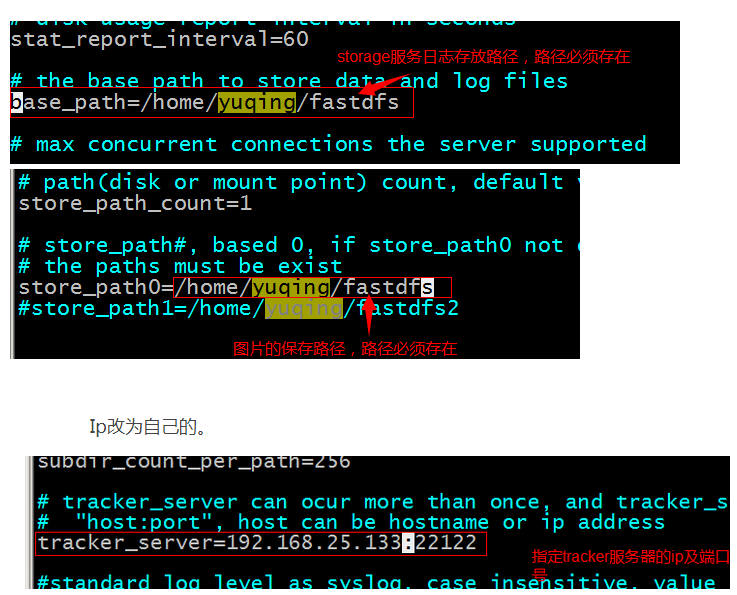 # disk usage report interval in seconds
stat_report_interval=60
storage服务日志存放路径，路径必须存在
# the base path to store data and log files
base_path=/home/yuqing/fastdfs
# max concurrent connections the server supported
# path(disk or mount point) count, default
store_path_count=1
# store_path#, based 0, if store_path0 not
# the paths must be exist
store_path0=/home/yuqing/fastdfs
#store_path1=/home/yuqing/fastdfs2
图片的保存路径，路径必须存在
Ip改为自己的。
subdir_count_per_path=256
# tracker_server can ocur more than once, and tracker_s
#  "host:port", host can be hostname or ip address
tracker_server=192.168.25.133:22122
指定tracker服务器的ip及端口
号
#standard log level as syslog, case insensitive, value